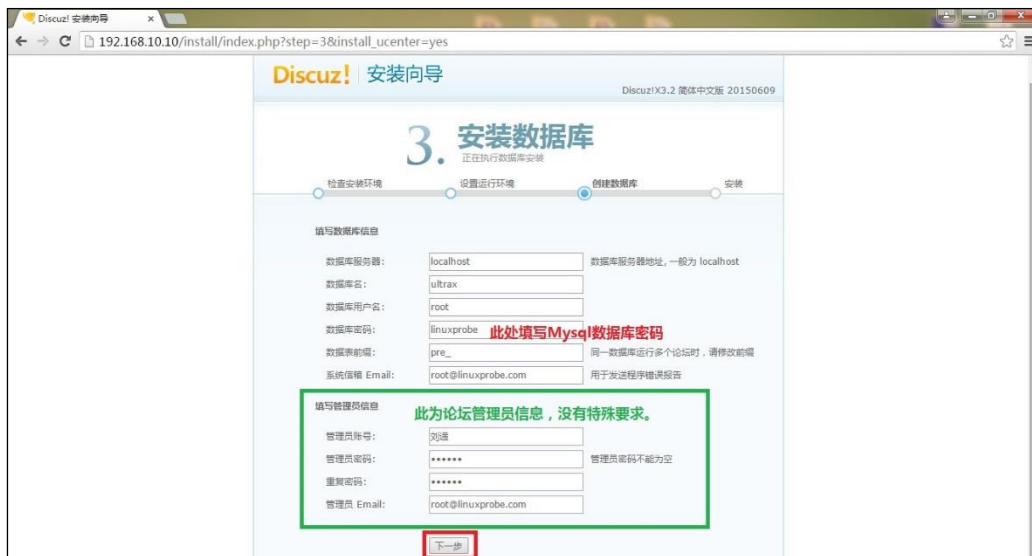 Discuz! 安装向导
192.168.10.10/install/index.php?step=3&install_ucenter=yes
Discuz! 安装向导
Discuz!X3.2 简体中文版 20150609
3. 安装数据库
正在执行数据库安装
检查安装环境 设置运行环境 创建数据库 安装
填写数据库信息
数据库服务器: localhost 数据库服务器地址, 一般为 localhost
数据库名: ultrax
数据库用户名: root
数据库密码: linuxprobe 此处填写Mysql数据库密码
数据表前缀: pre_ 同一数据库运行多个论坛时，请修改前缀
系统信箱 Email: root@linuxprobe.com 用于发送程序错误报告
填写管理员信息 此为论坛管理员信息，没有特殊要求。
管理员账号: 刘遄
管理员密码: •••••• 管理员密码不能为空
重复密码: ••••••
管理员 Email: root@linuxprobe.com
下一步